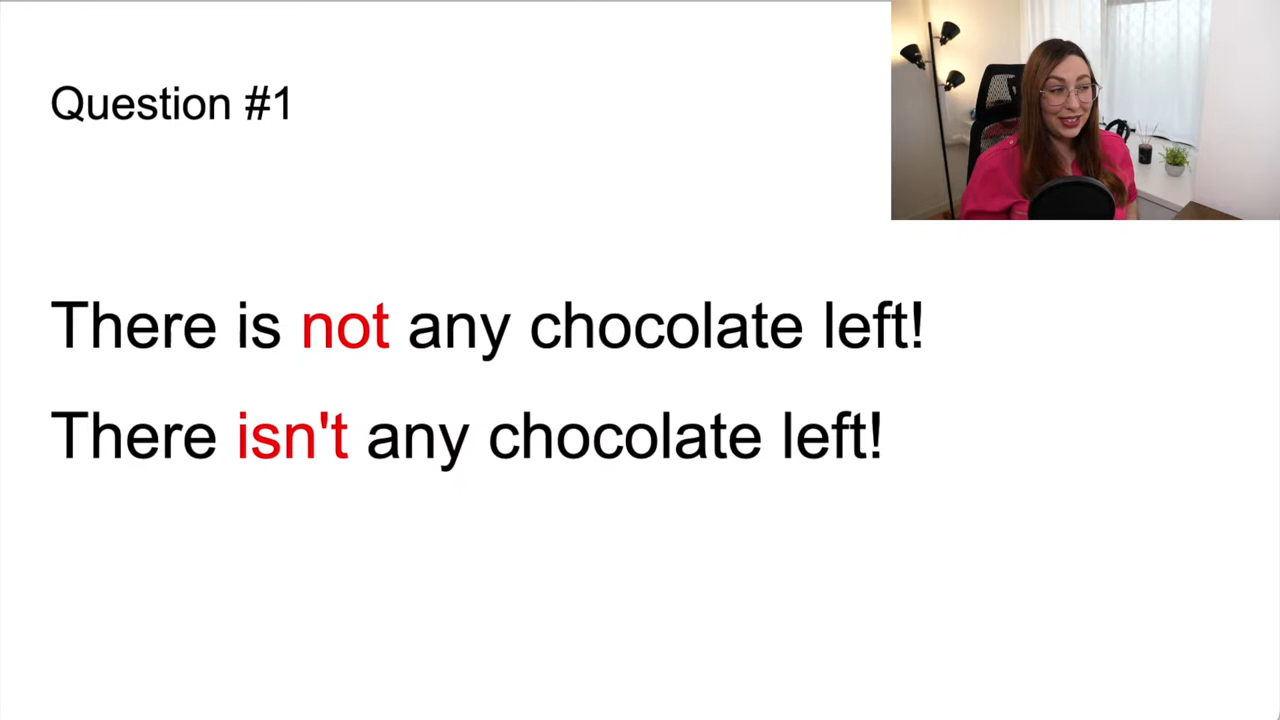 Question #1
There is not any chocolate left!
There isn't any chocolate left!